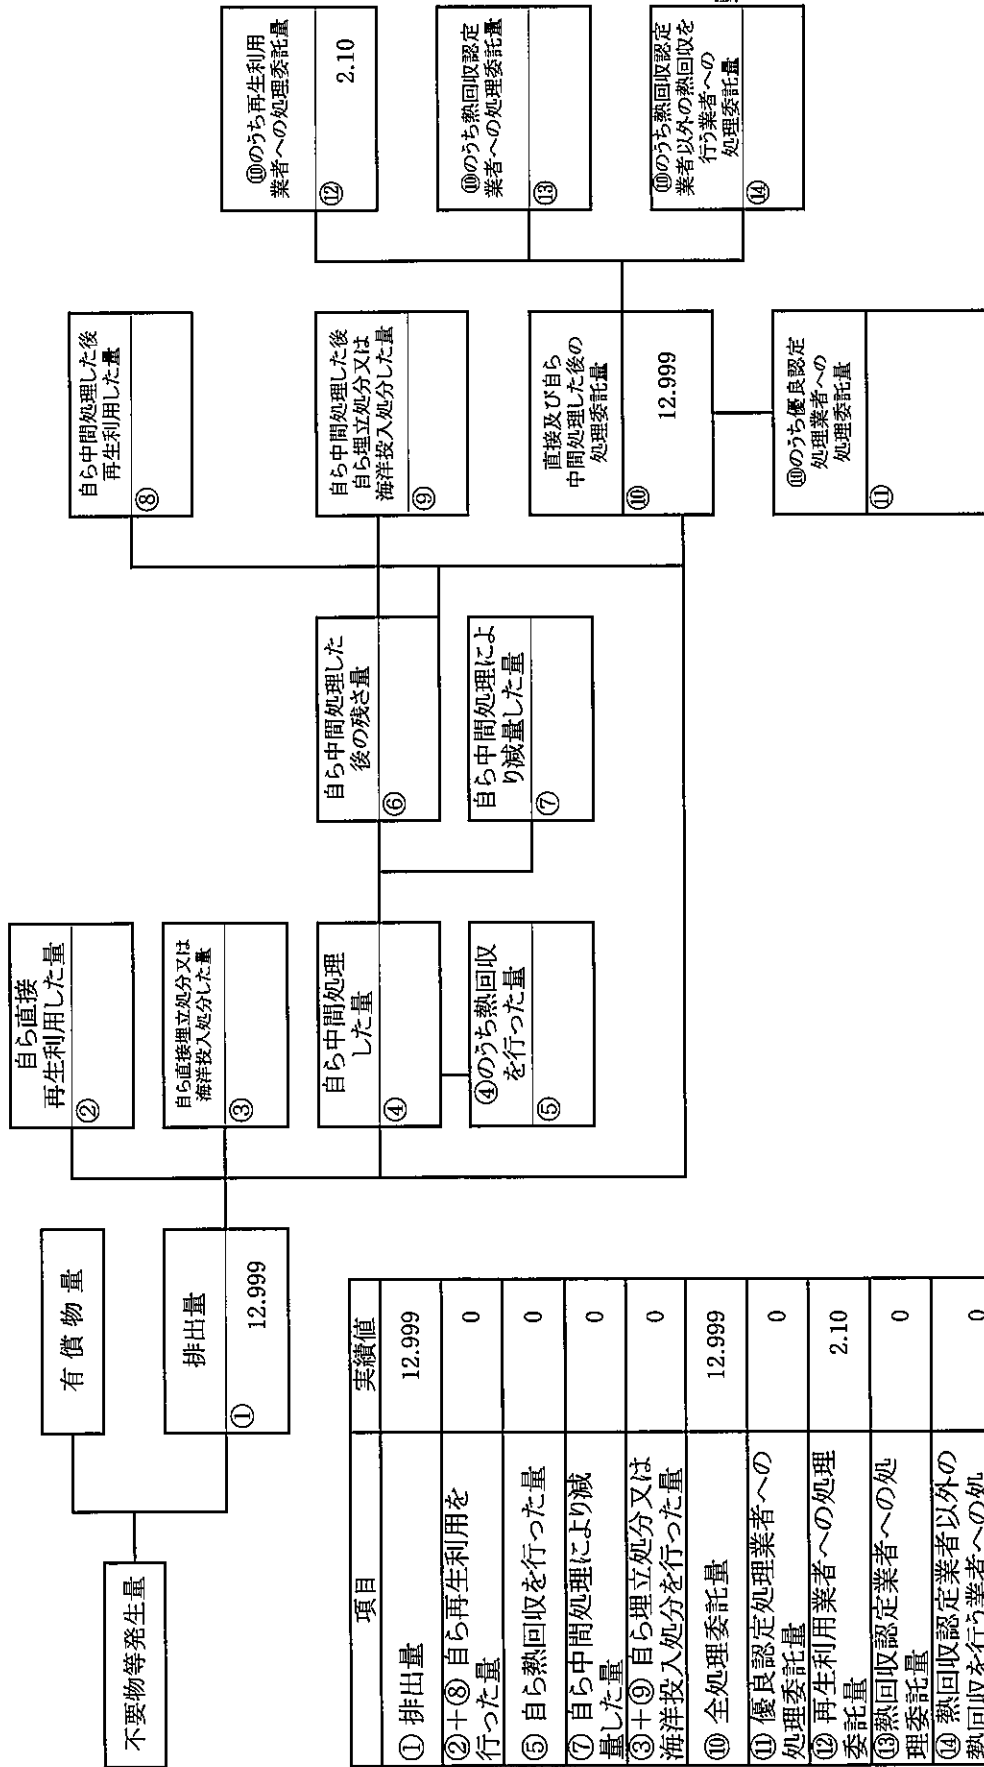 不要物等発生量
有償物量
排出量
①
12.999
自ら直接
再生利用した量
②
自ら直接埋立処分又は
海洋投入処分した量
③
自ら中間処理
した量
④
④のうち熱回収
を行った量
⑤
自ら中間処理した
後の残さ量
⑥
自ら中間処理によ
り減量した量
⑦
自ら中間処理した後
再生利用した量
⑧
自ら中間処理した後
自ら埋立処分又は
海洋投入処分した量
⑨
直接及び自ら
中間処理した後の
処理委託量
⑩
12.999
⑩のうち優良認定
処理業者への
処理委託量
⑪
⑩のうち再生利用
業者への処理委託量
⑫
2.10
⑩のうち熱回収認定
業者への処理委託量
⑬
⑩のうち熱回収認定
業者以外の熱回収を
行う業者への
処理委託量
⑭
項目 実績値
①排出量 12.999
②+⑧自ら再生利用を
行った量 0
⑤自ら熱回収を行った量 0
⑦自ら中間処理により減
量した量 0
③+⑨自ら埋立処分又は
海洋投入処分を行った量 0
⑩全処理委託量 12.999
⑪優良認定処理業者への
処理委託量 0
⑫再生利用業者への処理
委託量 2.10
⑬熱回収認定業者への処
理委託量 0
⑭熱回収認定業者以外の
熱回収を行う業者への処 0